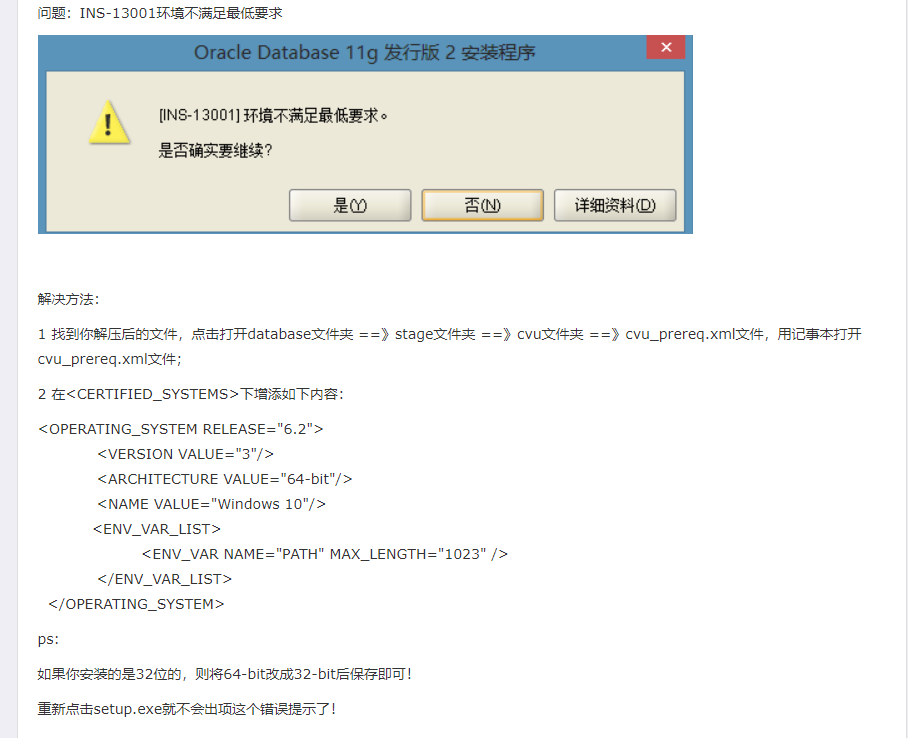 问题：INS-13001环境不满足最低要求
Oracle Database 11g 发行版 2 安装程序
[INS-13001] 环境不满足最低要求。
是否确实要继续?
是(Y)
否(N)
详细资料(D)
解决方法：
1 找到你解压后的文件，点击打开database文件夹 ==》stage文件夹 ==》cvu文件夹 ==》cvu_prereq.xml文件，用记事本打开
cvu_prereq.xml文件;
2 在<CERTIFIED_SYSTEMS>下增添如下内容：
<OPERATING_SYSTEM RELEASE="6.2">
<VERSION VALUE="3"/>
<ARCHITECTURE VALUE="64-bit"/>
<NAME VALUE="Windows 10"/>
<ENV_VAR_LIST>
<ENV_VAR NAME="PATH" MAX_LENGTH="1023" />
</ENV_VAR_LIST>
</OPERATING_SYSTEM>
ps:
如果你安装的是32位的，则将64-bit改成32-bit后保存即可！
重新点击setup.exe就不会出项这个错误提示了！